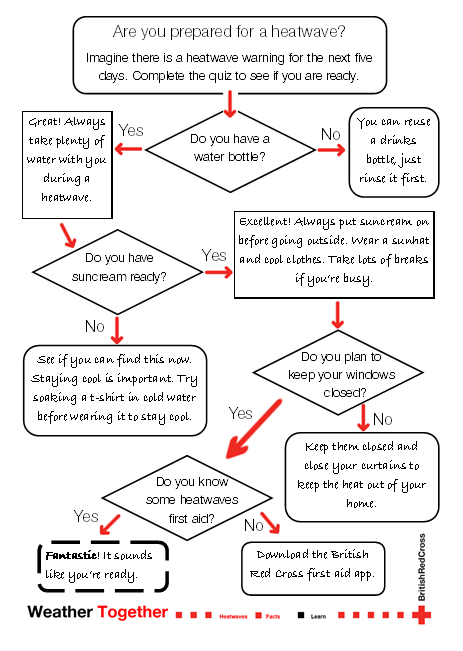 Are you prepared for a heatwave?
Imagine there is a heatwave warning for the next five
days. Complete the quiz to see if you are ready.
Do you have a
water bottle?
Yes
Great! Always
take plenty of
water with you
during a
heatwave.
No
You can reuse
a drinks
bottle, just
rinse it first.
Do you have
suncream ready?
Yes
Excellent! Always put suncream on
before going outside. Wear a sunhat
and cool clothes. Take lots of breaks
if you're busy.
No
See if you can find this now.
Staying cool is important. Try
soaking a t-shirt in cold water
before wearing it to stay cool.
Do you plan to
keep your windows
closed?
Yes
No
Keep them closed and
close your curtains to
keep the heat out of your
home.
Do you know
some heatwaves
first aid?
Yes
Fantastic! It sounds
like you're ready.
No
Download the British
Red Cross first aid app.
Weather Together
Heatwaves
Facts
Learn
BritishRedCross